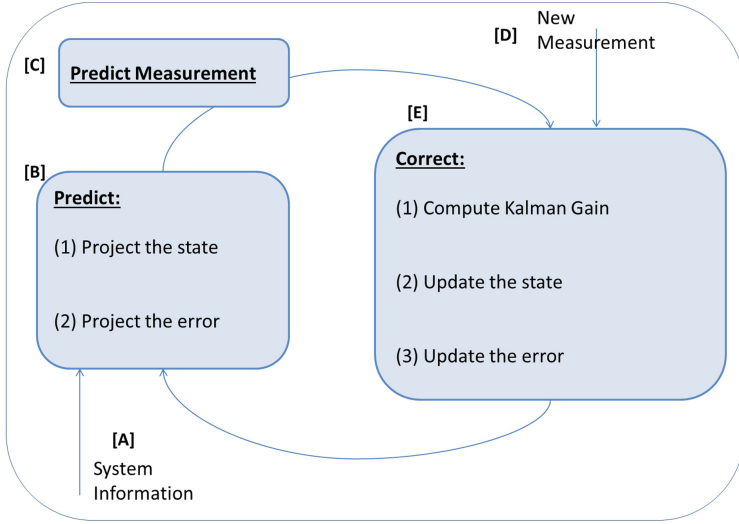 [C]
Predict Measurement
[D]
New
Measurement
[E]
Correct:
(1) Compute Kalman Gain
(2) Update the state
(3) Update the error
[B]
Predict:
(1) Project the state
(2) Project the error
[A]
System
Information